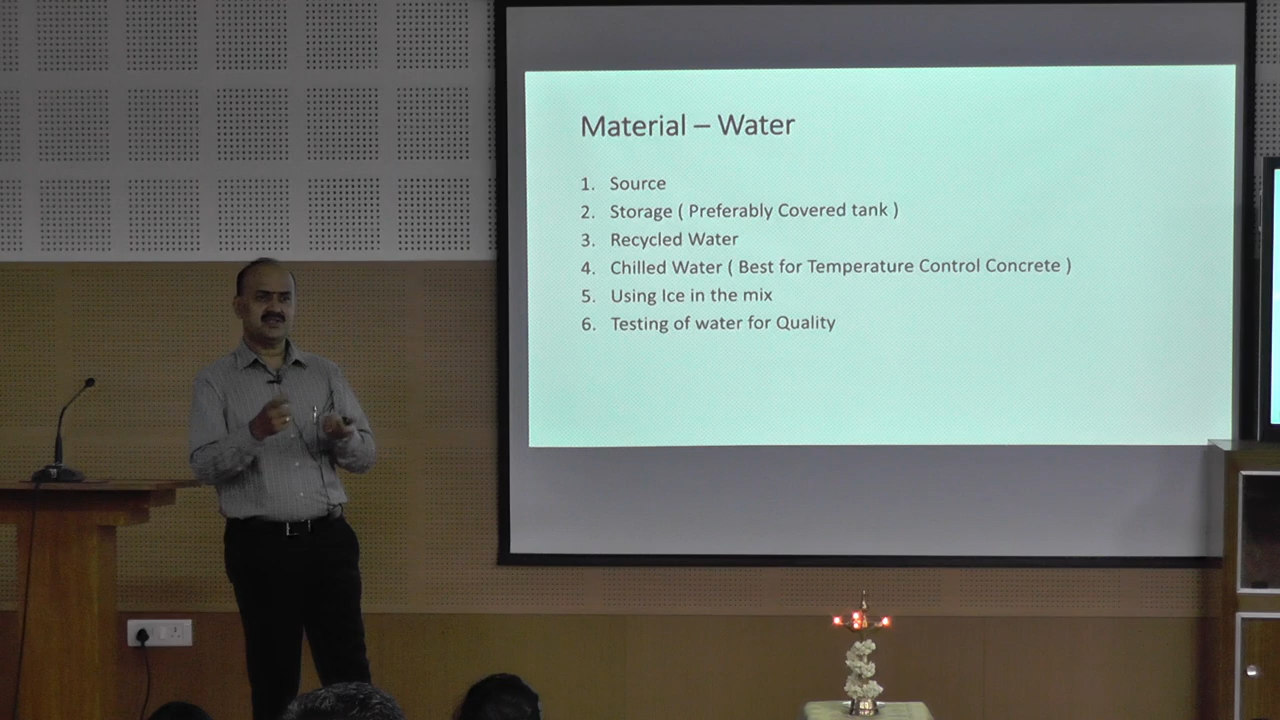 Material – Water
1. Source
2. Storage ( Preferably Covered tank )
3. Recycled Water
4. Chilled Water ( Best for Temperature Control Concrete )
5. Using Ice in the mix
6. Testing of water for Quality